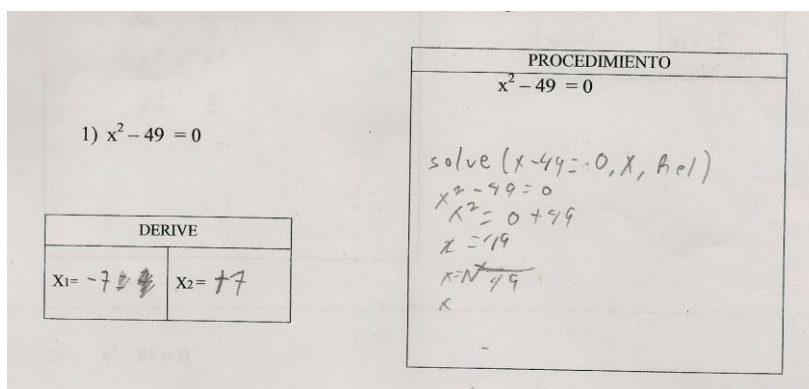 1) x² – 49 = 0
DERIVE
X1= -7
X2= +7
PROCEDIMIENTO
x² – 49 = 0
solve (x-49=0, x, Rel)
x² - 49 = 0
x² = 0 + 49
x = 49
x = √49
x